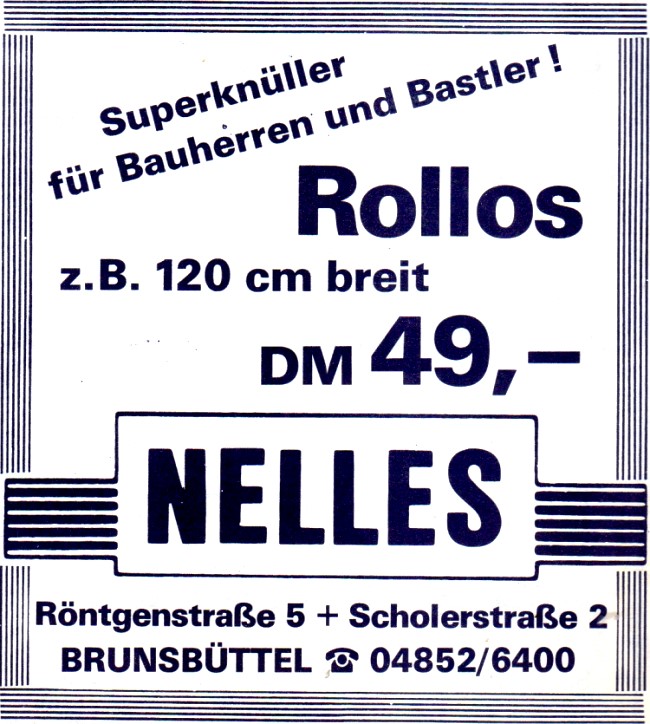 Superknüller
für Bauherren und Bastler!
Rollos
z.B. 120 cm breit
DM 49,–
NELLES
Röntgenstraße 5 + Scholerstraße 2
BRUNSBÜTTEL ☎ 04852/6400